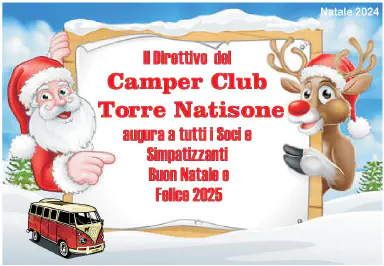 Natale 2024
Il Direttivo del
Camper Club
Torre Natisone
augura a tutti i Soci e
Simpatizzanti
Buon Natale e
Felice 2025